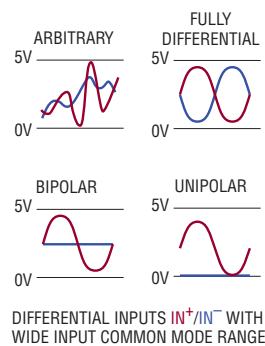 ARBITRARY
5V
0V
FULLY
DIFFERENTIAL
5V
0V
BIPOLAR
5V
0V
UNIPOLAR
5V
0V
DIFFERENTIAL INPUTS IN+/IN− WITH
WIDE INPUT COMMON MODE RANGE